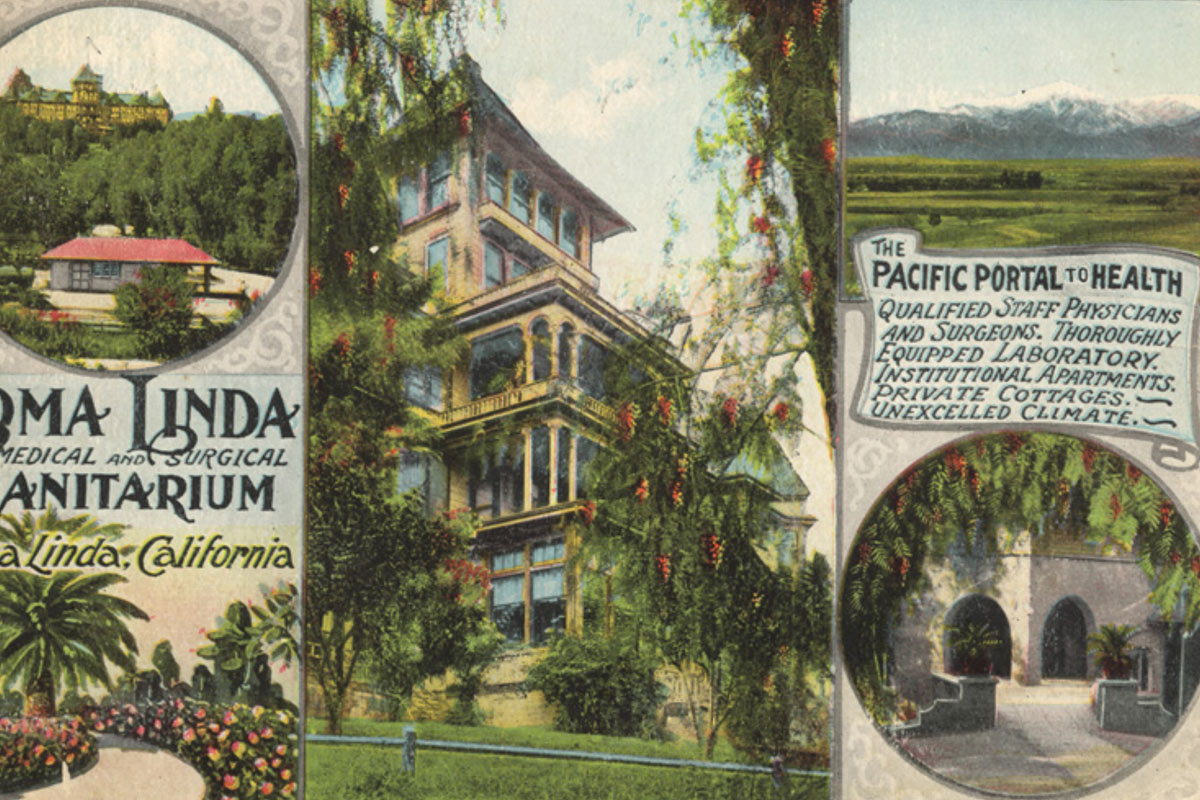 OMA LINDA
MEDICAL AND SURGICAL
ANITARIUM
a Linda, California
THE
PACIFIC PORTAL TO HEALTH
QUALIFIED STAFF PHYSICIANS
AND SURGEONS. THOROUGHLY
EQUIPPED LABORATORY.
INSTITUTIONAL APARTMENTS.
PRIVATE COTTAGES.
UNEXCELLED CLIMATE.